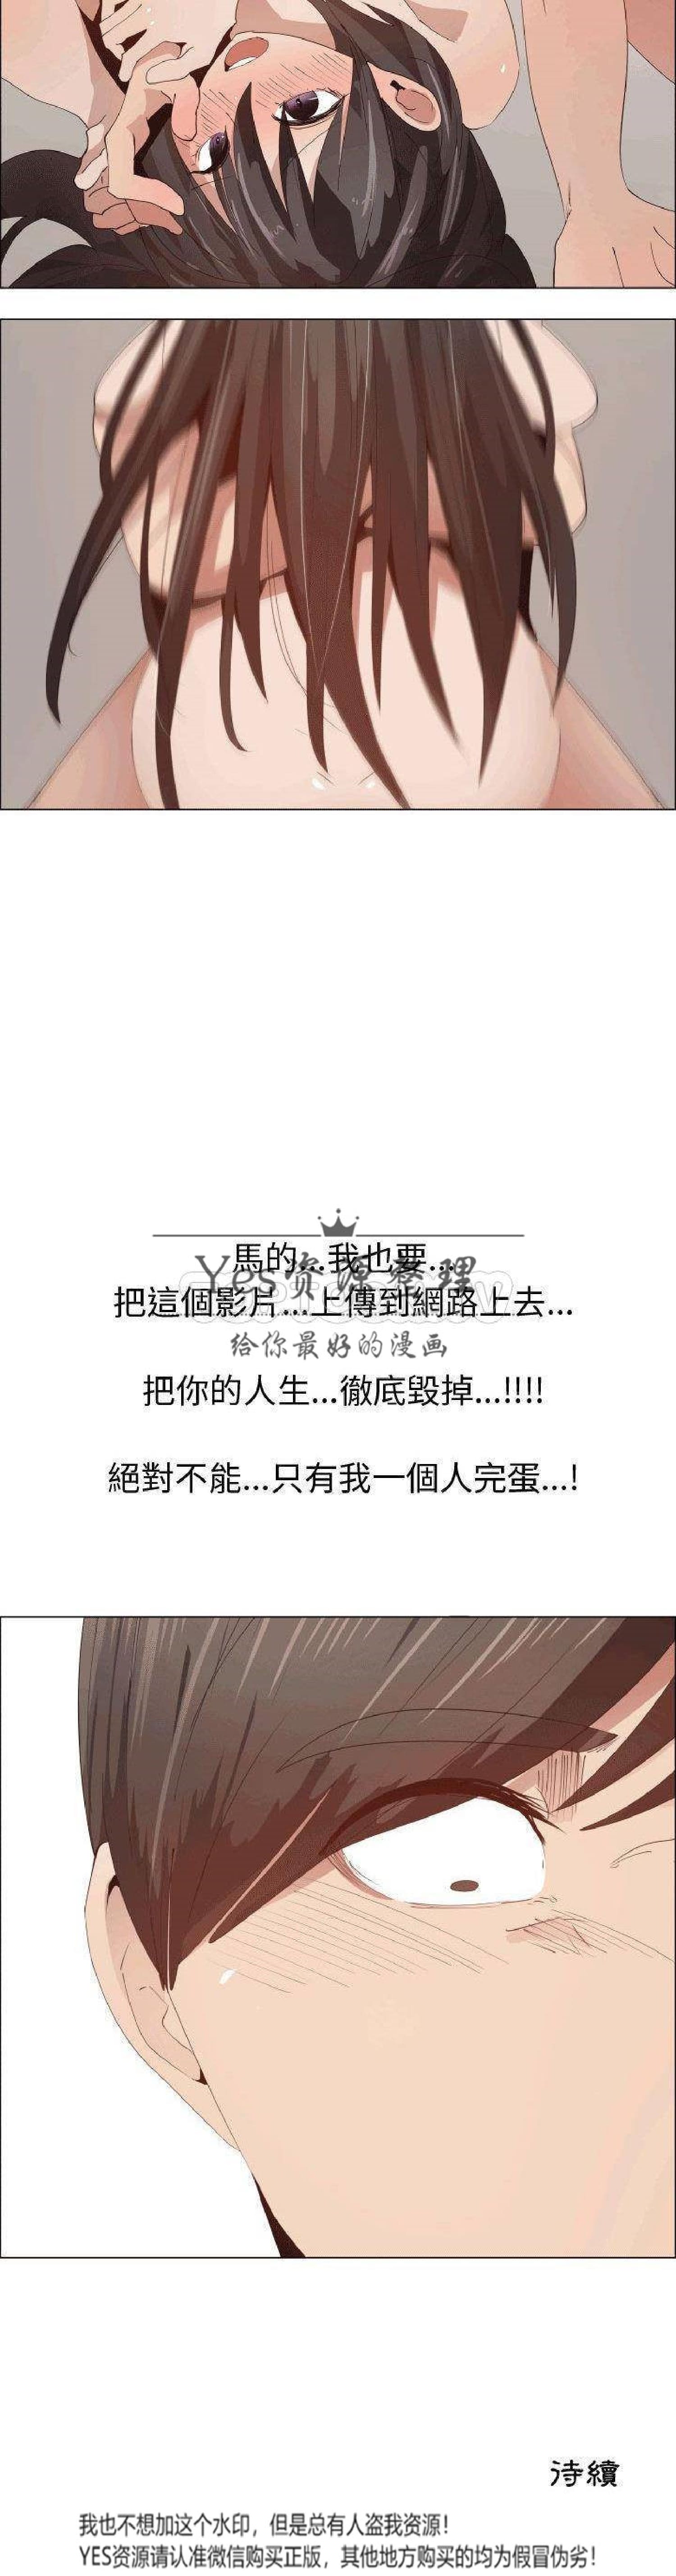 馬的...我也要...
Yes资源整理
把這個影片...上傳到網路上去...
给你最好的漫画
把你的人生...徹底毀掉...!!!!
絕對不能...只有我一個人完蛋...!
待續
我也不想加这个水印，但是总有人盗我资源！
YES资源请认准微信购买正版，其他地方购买的均为假冒伪劣！